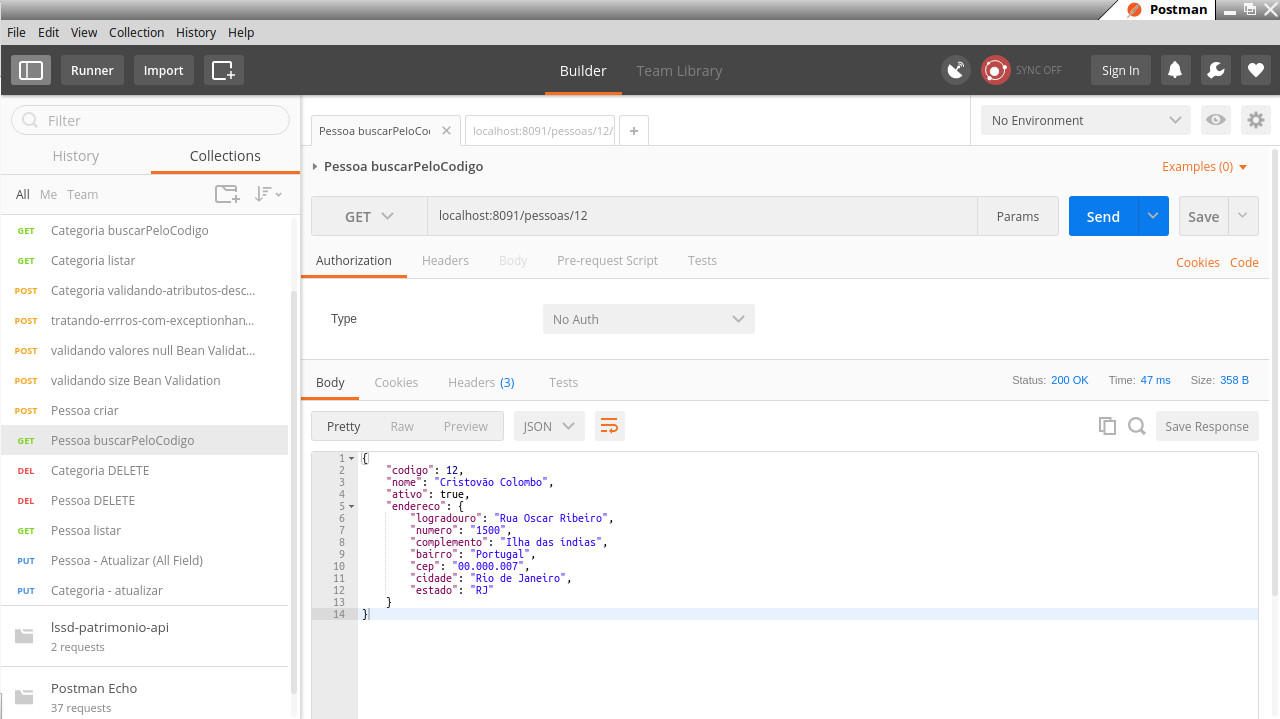 Postman
File Edit View Collection History Help
Runner Import Builder Team Library SYNC OFF Sign In
Filter
History Collections
All Me Team
GET Categoria buscarPeloCodigo
GET Categoria listar
POST Categoria validando-atributos-desc...
POST tratando-errros-com-exceptionhan...
POST validando valores null Bean Validat...
POST validando size Bean Validation
POST Pessoa criar
GET Pessoa buscarPeloCodigo
DEL Categoria DELETE
DEL Pessoa DELETE
GET Pessoa listar
PUT Pessoa - Atualizar (All Field)
PUT Categoria - atualizar
lssd-patrimonio-api
2 requests
Postman Echo
37 requests
Pessoa buscarPeloCo localhost:8091/pessoas/12/ + No Environment
Pessoa buscarPeloCodigo Examples (0)
GET localhost:8091/pessoas/12 Params Send Save
Authorization Headers Body Pre-request Script Tests Cookies Code
Type No Auth
Body Cookies Headers (3) Tests Status: 200 OK Time: 47 ms Size: 358 B
Pretty Raw Preview JSON Save Response
1 {
2 "codigo": 12,
3 "nome": "Cristovão Colombo",
4 "ativo": true,
5 "endereco": {
6 "logradouro": "Rua Oscar Ribeiro",
7 "numero": "1500",
8 "complemento": "Ilha das indias",
9 "bairro": "Portugal",
10 "cep": "00.000.007",
11 "cidade": "Rio de Janeiro",
12 "estado": "RJ"
13 }
14 }